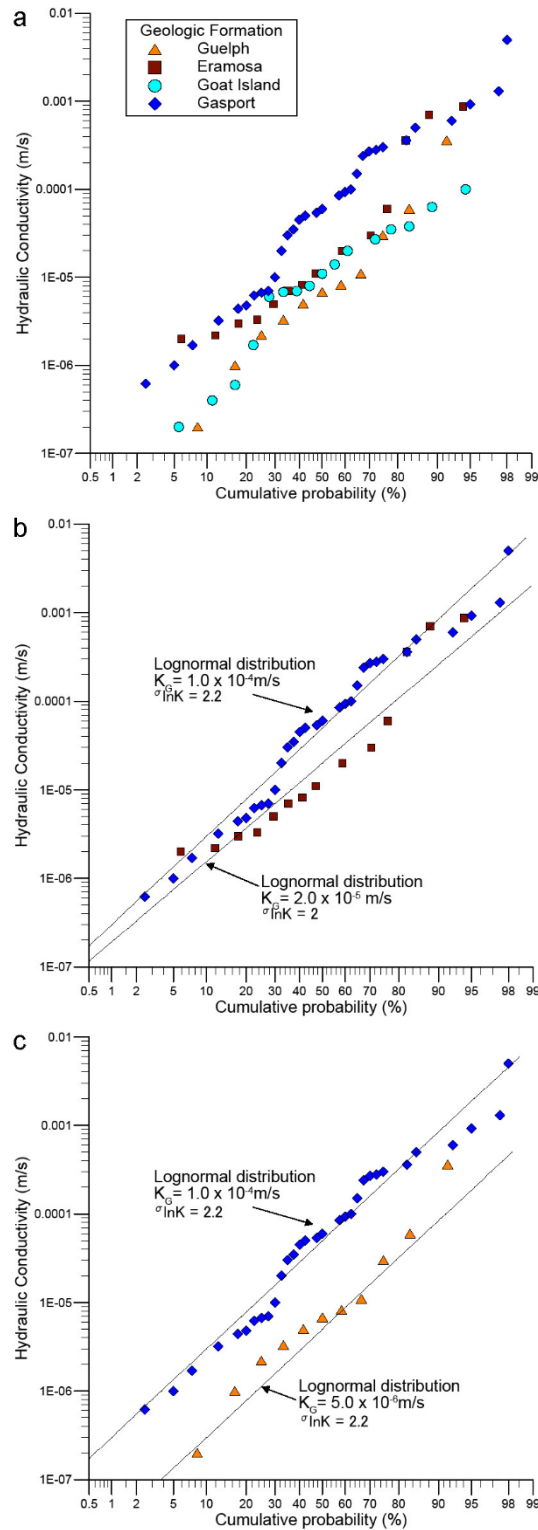 a
Geologic Formation
Guelph
Eramosa
Goat Island
Gasport
0.01
0.001
0.0001
1E-05
1E-06
1E-07
Hydraulic Conductivity (m/s)
0.5 1 2 5 10 20 30 40 50 60 70 80 90 95 98 99
Cumulative probability (%)
b
0.01
0.001
0.0001
1E-05
1E-06
1E-07
Hydraulic Conductivity (m/s)
Lognormal distribution
K_G = 1.0 x 10⁻⁴m/s
σlnK = 2.2
Lognormal distribution
K_G = 2.0 x 10⁻⁵ m/s
σlnK = 2
0.5 1 2 5 10 20 30 40 50 60 70 80 90 95 98 99
Cumulative probability (%)
c
0.01
0.001
0.0001
1E-05
1E-06
1E-07
Hydraulic Conductivity (m/s)
Lognormal distribution
K_G = 1.0 x 10⁻⁴m/s
σlnK = 2.2
Lognormal distribution
K_G = 5.0 x 10⁻⁶m/s
σlnK = 2.2
0.5 1 2 5 10 20 30 40 50 60 70 80 90 95 98 99
Cumulative probability (%)